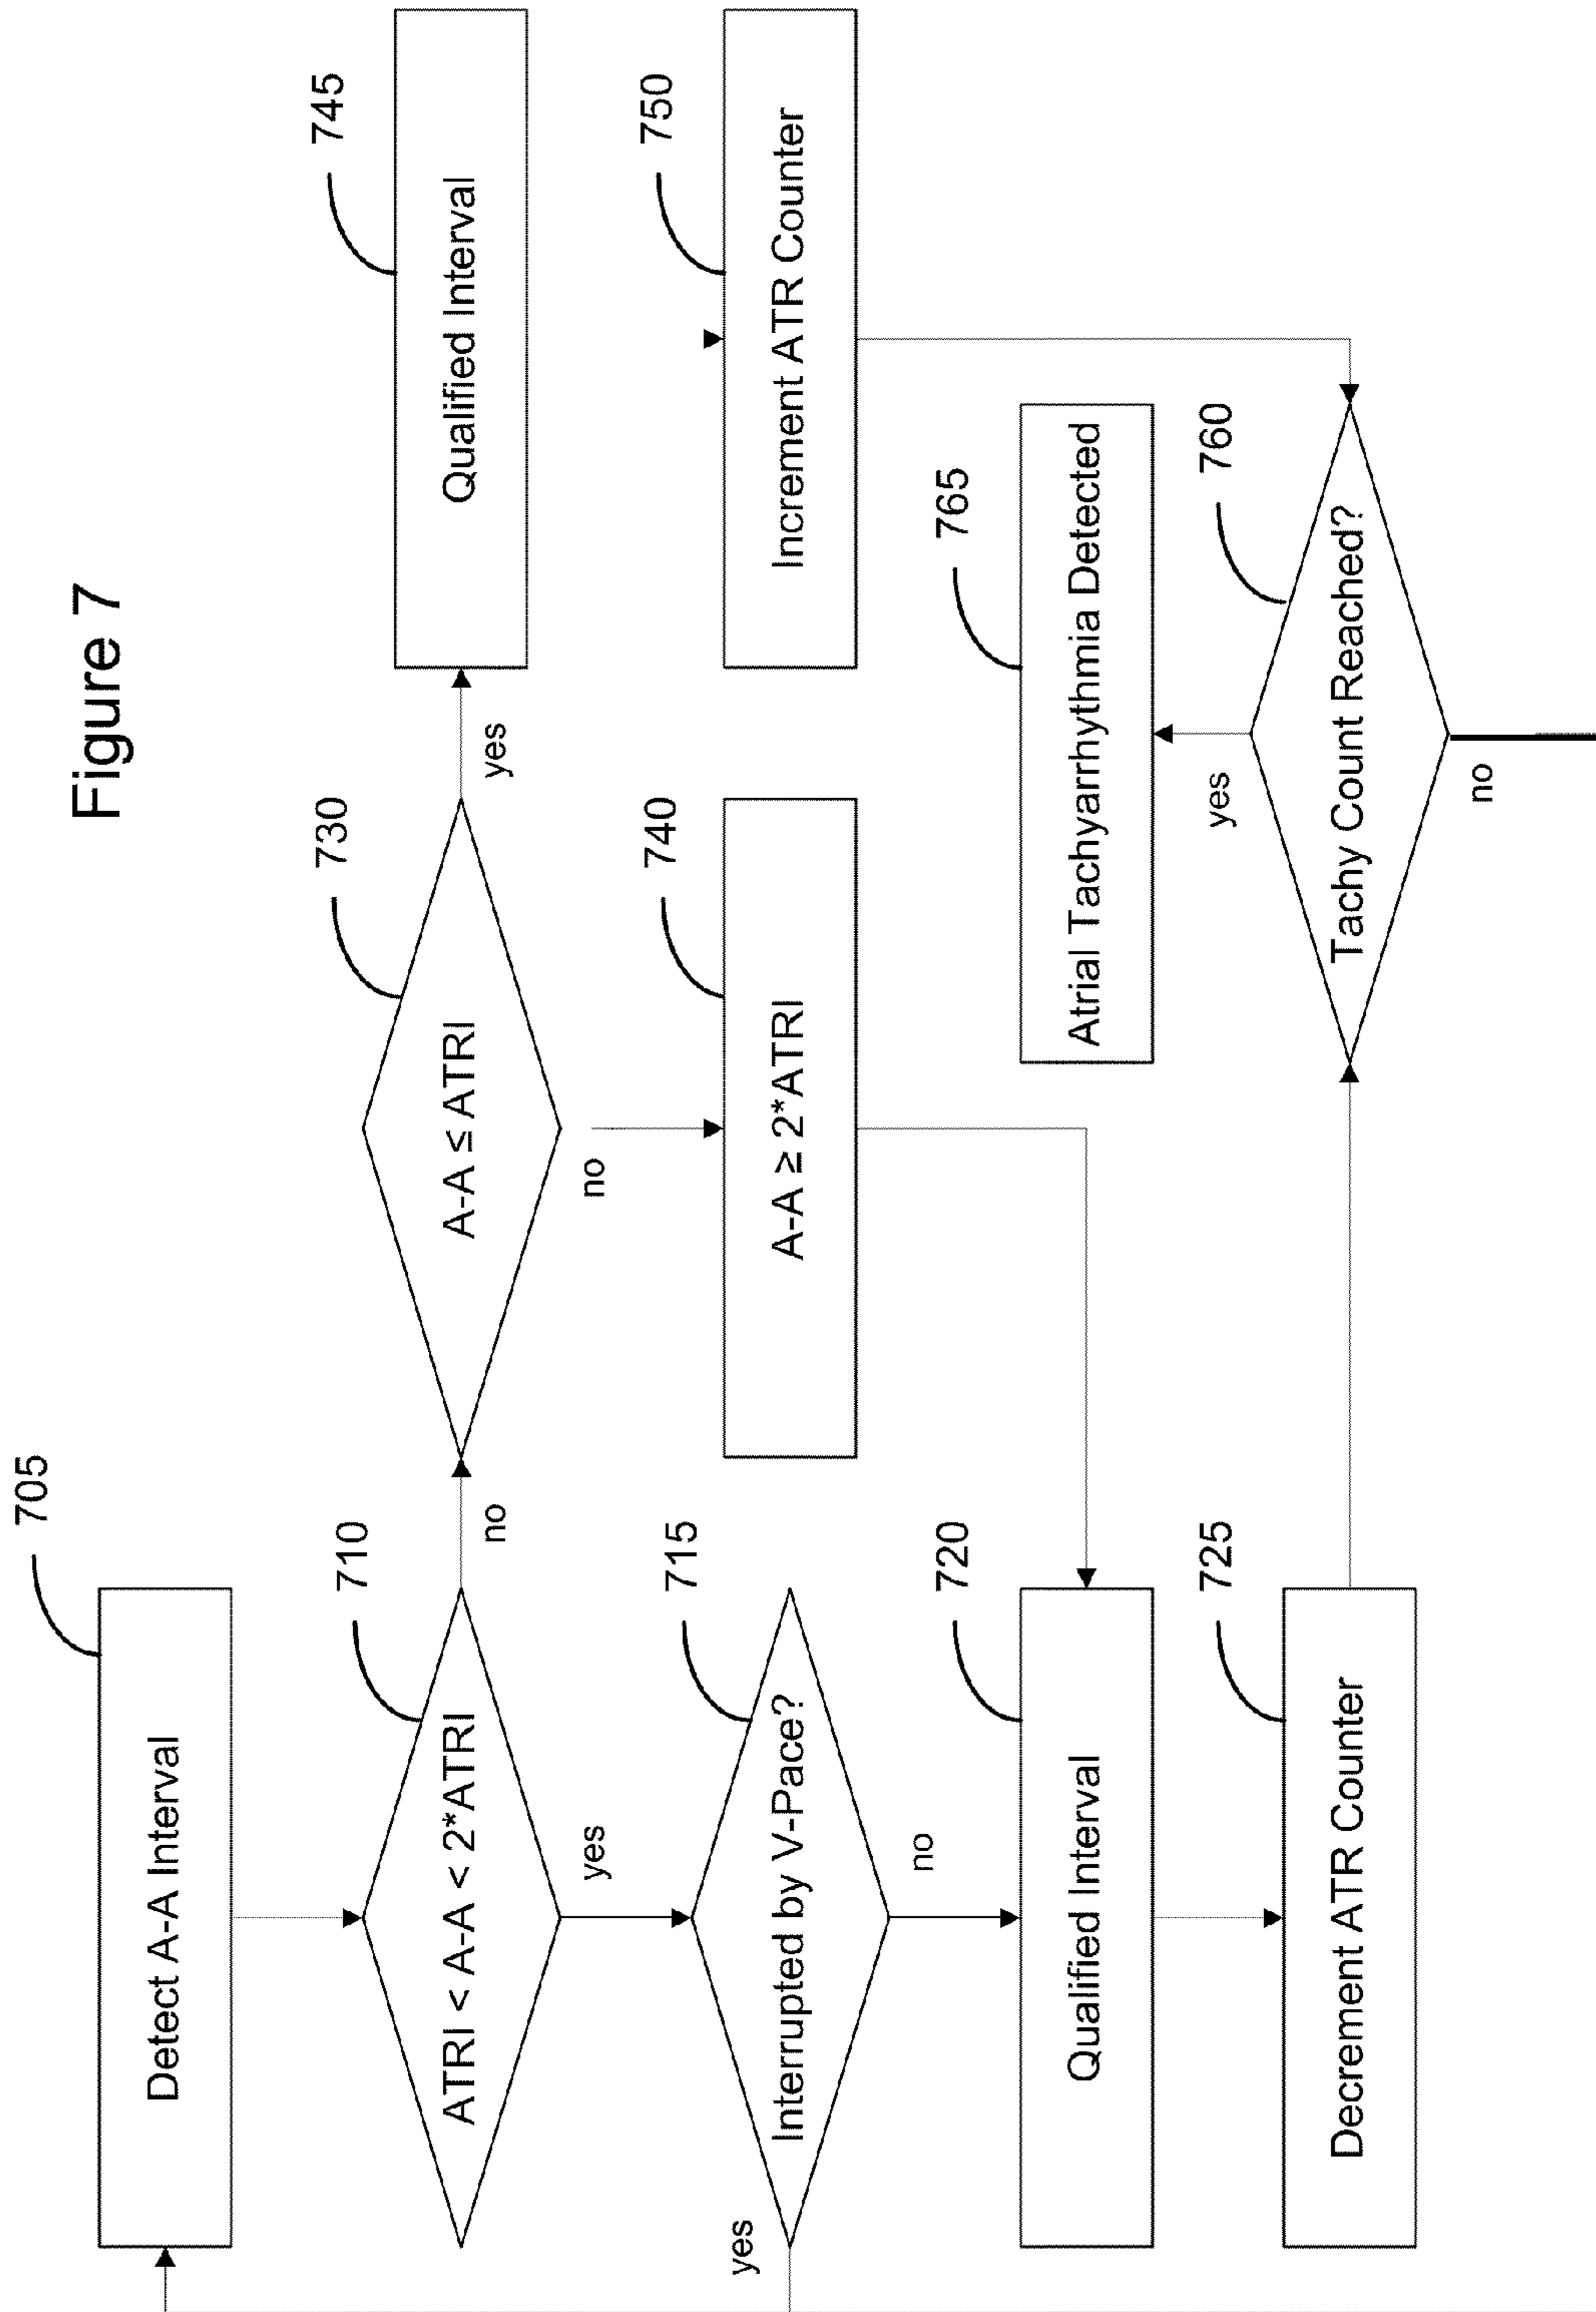 Figure 7
705
Detect A-A Interval
710
ATRI < A-A < 2*ATRI
no
yes
730
A-A ≤ ATRI
yes
no
745
Qualified Interval
715
Interrupted by V-Pace?
yes
no
740
A-A ≥ 2*ATRI
750
Increment ATR Counter
720
Qualified Interval
765
Atrial Tachyarrhythmia Detected
725
Decrement ATR Counter
yes
760
Tachy Count Reached?
no